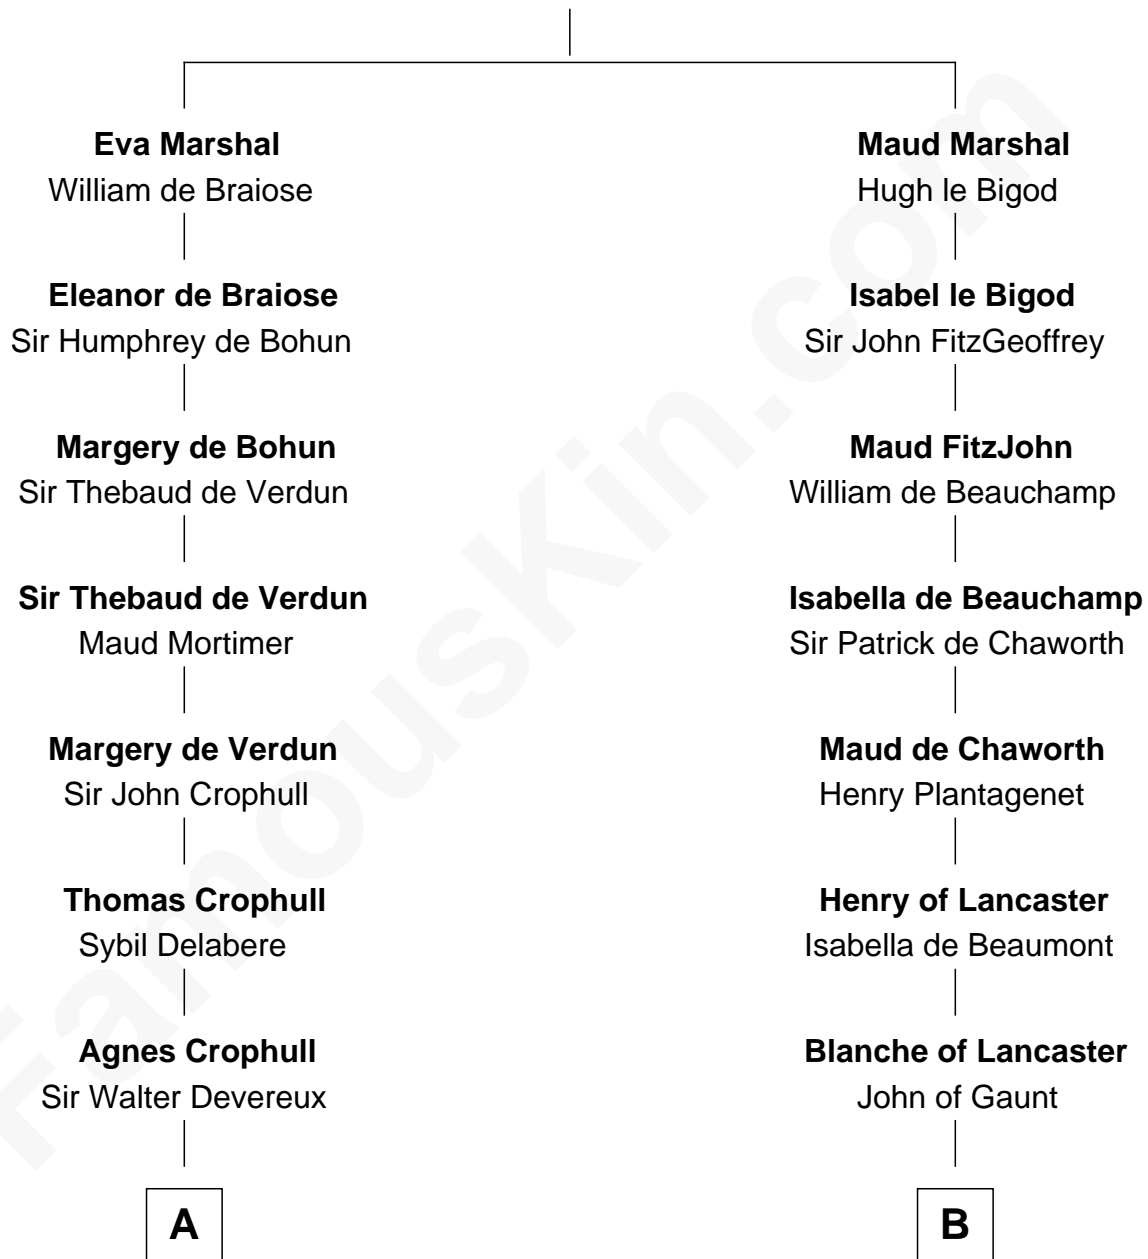 Eva Marshal
William de Braiose
Eleanor de Braiose
Sir Humphrey de Bohun
Margery de Bohun
Sir Thebaud de Verdun
Sir Thebaud de Verdun
Maud Mortimer
Margery de Verdun
Sir John Crophull
Thomas Crophull
Sybil Delabere
Agnes Crophull
Sir Walter Devereux
A
Maud Marshal
Hugh le Bigod
Isabel le Bigod
Sir John FitzGeoffrey
Maud FitzJohn
William de Beauchamp
Isabella de Beauchamp
Sir Patrick de Chaworth
Maud de Chaworth
Henry Plantagenet
Henry of Lancaster
Isabella de Beaumont
Blanche of Lancaster
John of Gaunt
B
FamousKin.com